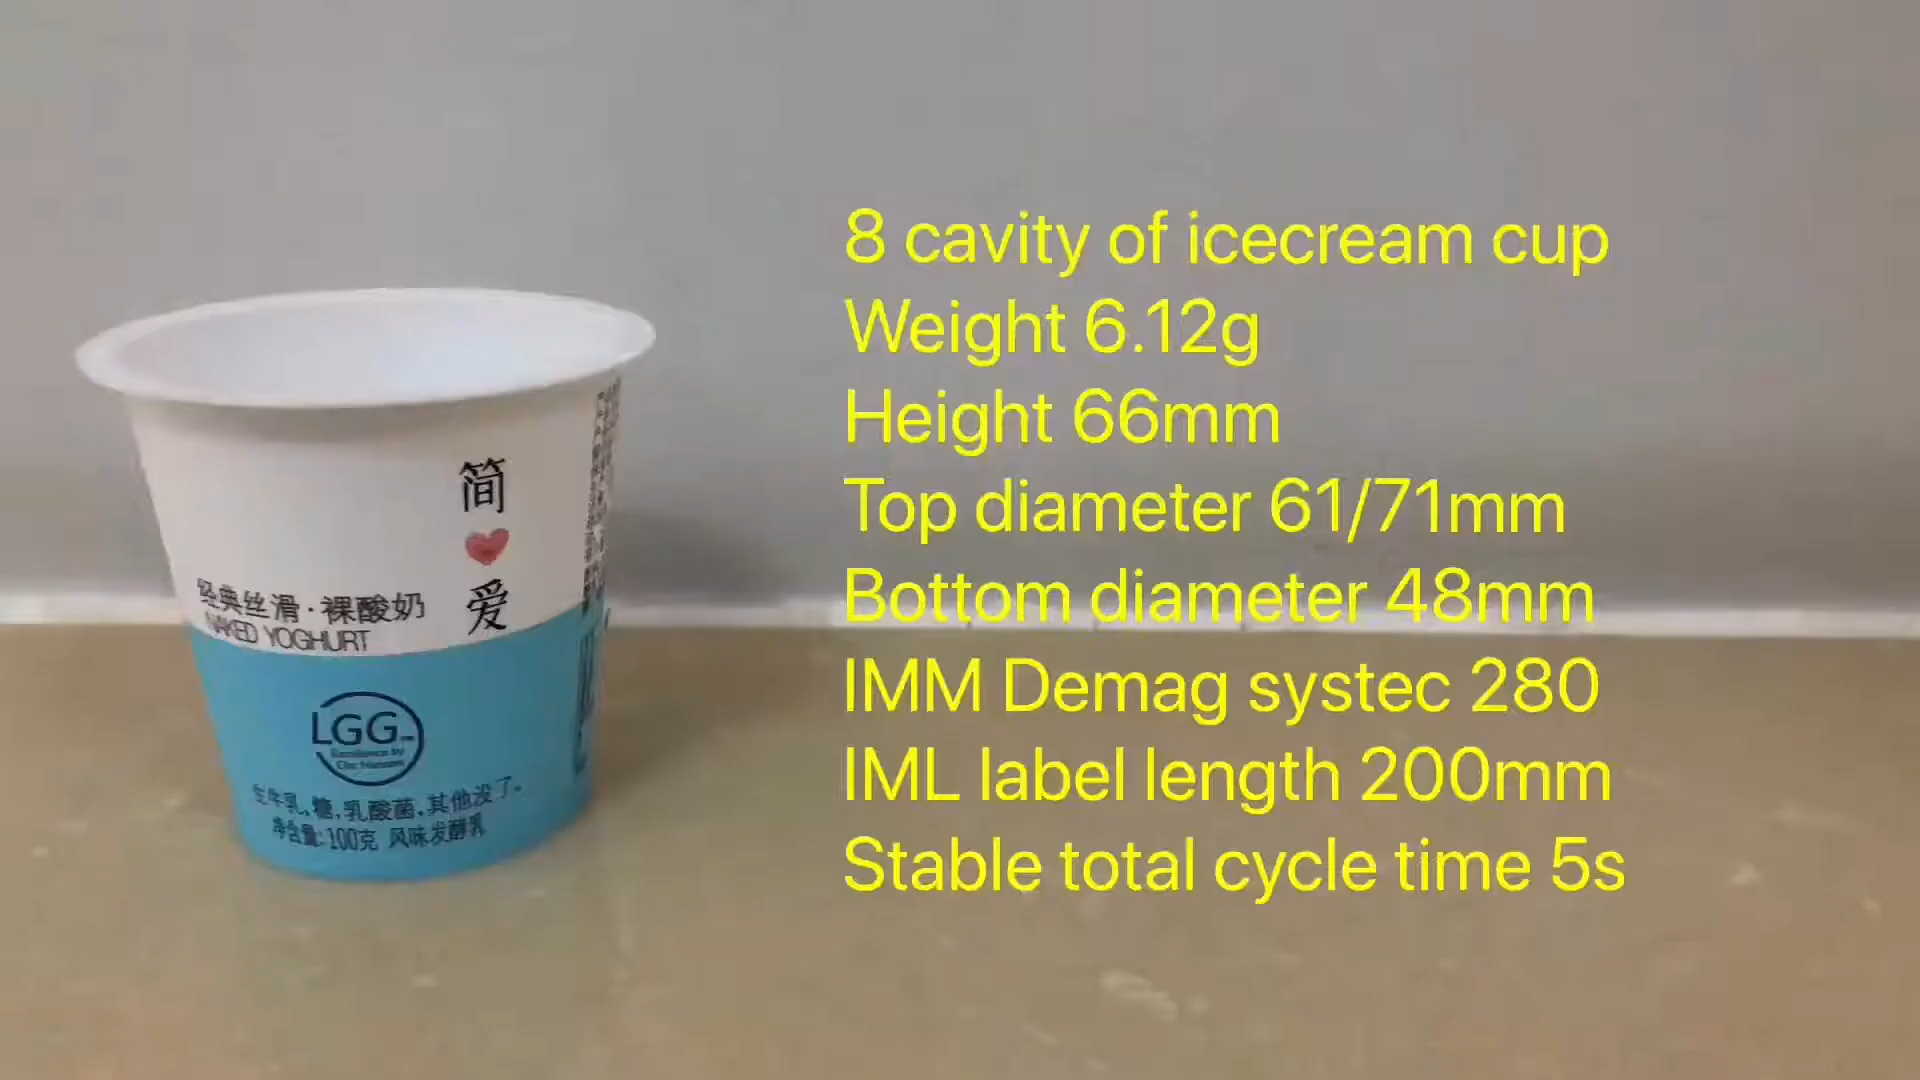 8 cavity of icecream cup
Weight 6.12g
Height 66mm
Top diameter 61/71mm
Bottom diameter 48mm
IMM Demag systec 280
IML label length 200mm
Stable total cycle time 5s
简
爱
经典丝滑·裸酸奶
NAKED YOGHURT
LGG
生牛乳,糖,乳酸菌,其他没了。
净含量:100克 风味发酵乳